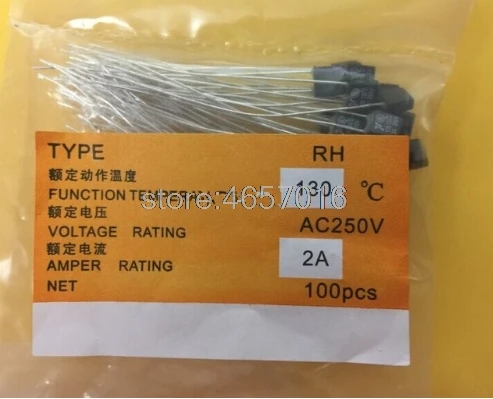 TYPE RH
额定动作温度
FUNCTION TEMPERATURE 130 ℃
额定电压
VOLTAGE RATING AC250V
额定电流
AMPER RATING 2A
NET 100pcs
store: 4657016